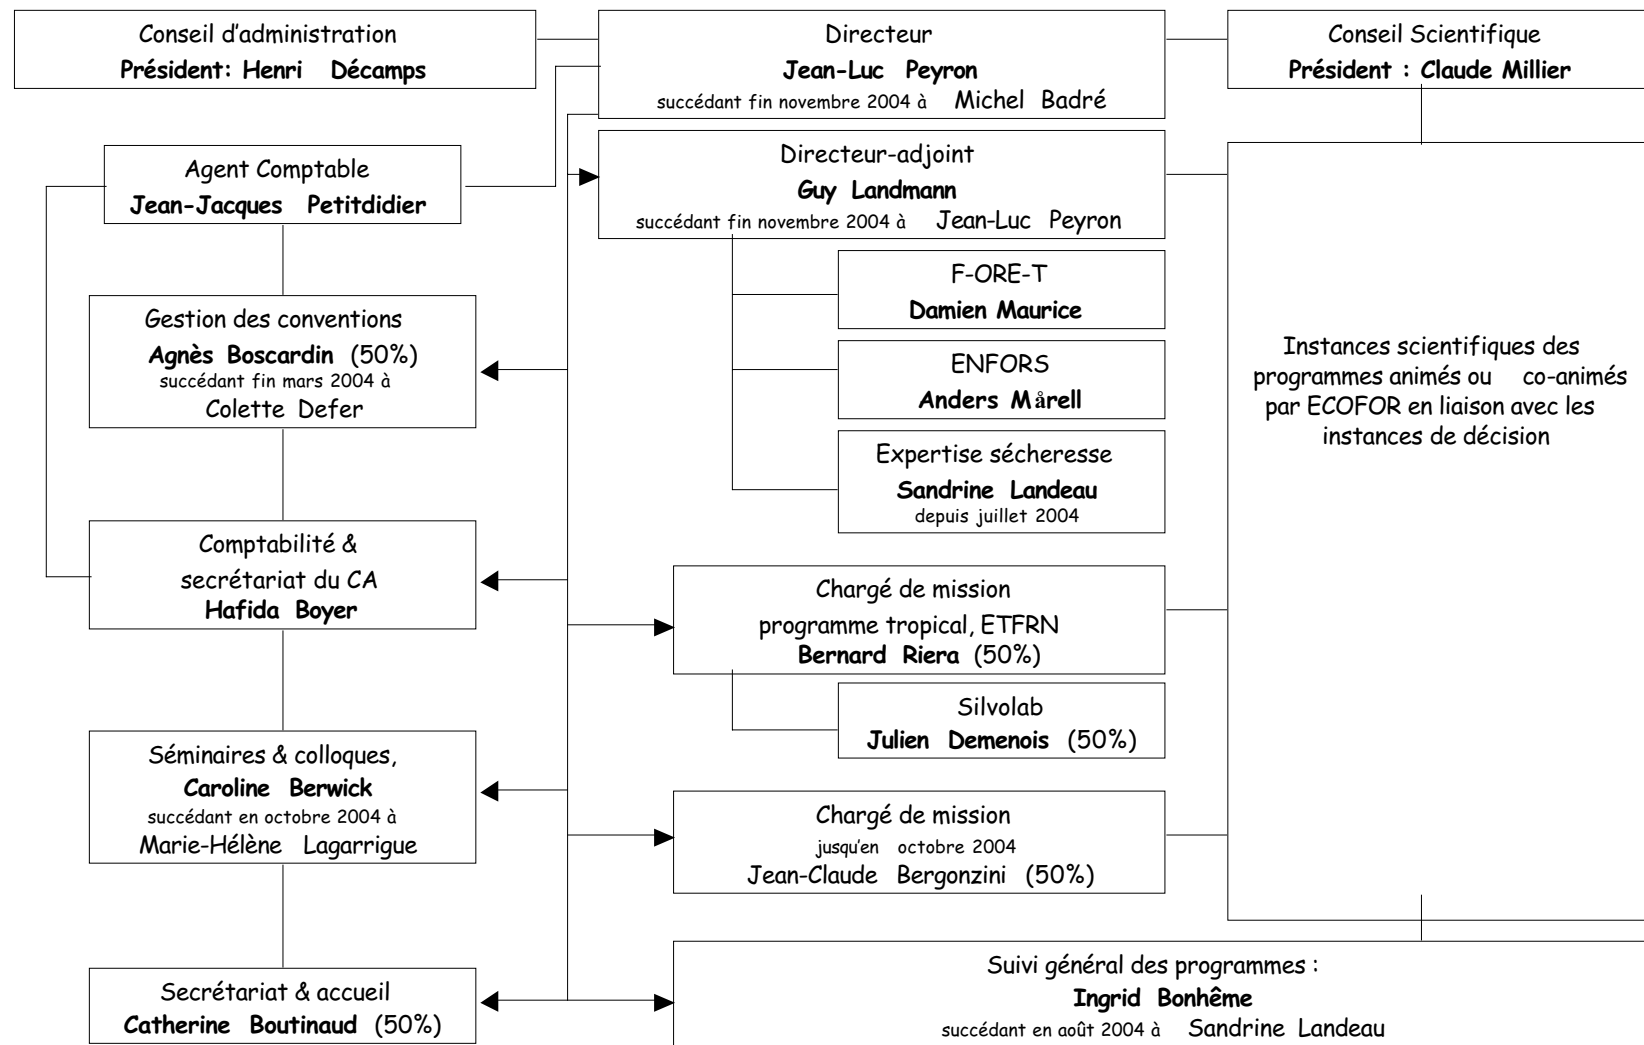 Conseil d'administration
Président: Henri Décamps
Directeur
Jean-Luc Peyron
succédant fin novembre 2004 à Michel Badré
Conseil Scientifique
Président : Claude Millier
Agent Comptable
Jean-Jacques Petitdidier
Directeur-adjoint
Guy Landmann
succédant fin novembre 2004 à Jean-Luc Peyron
F-ORE-T
Damien Maurice
Gestion des conventions
Agnès Boscardin (50%)
succédant fin mars 2004 à
Colette Defer
ENFORS
Anders Mårell
Instances scientifiques des
programmes animés ou co-animés
par ECOFOR en liaison avec les
instances de décision
Expertise sécheresse
Sandrine Landeau
depuis juillet 2004
Comptabilité &
secrétariat du CA
Hafida Boyer
Chargé de mission
programme tropical, ETFRN
Bernard Riera (50%)
Silvolab
Julien Demenois (50%)
Séminaires & colloques,
Caroline Berwick
succédant en octobre 2004 à
Marie-Hélène Lagarrigue
Chargé de mission
jusqu'en octobre 2004
Jean-Claude Bergonzini (50%)
Secrétariat & accueil
Catherine Boutinaud (50%)
Suivi général des programmes :
Ingrid Bonhême
succédant en août 2004 à Sandrine Landeau